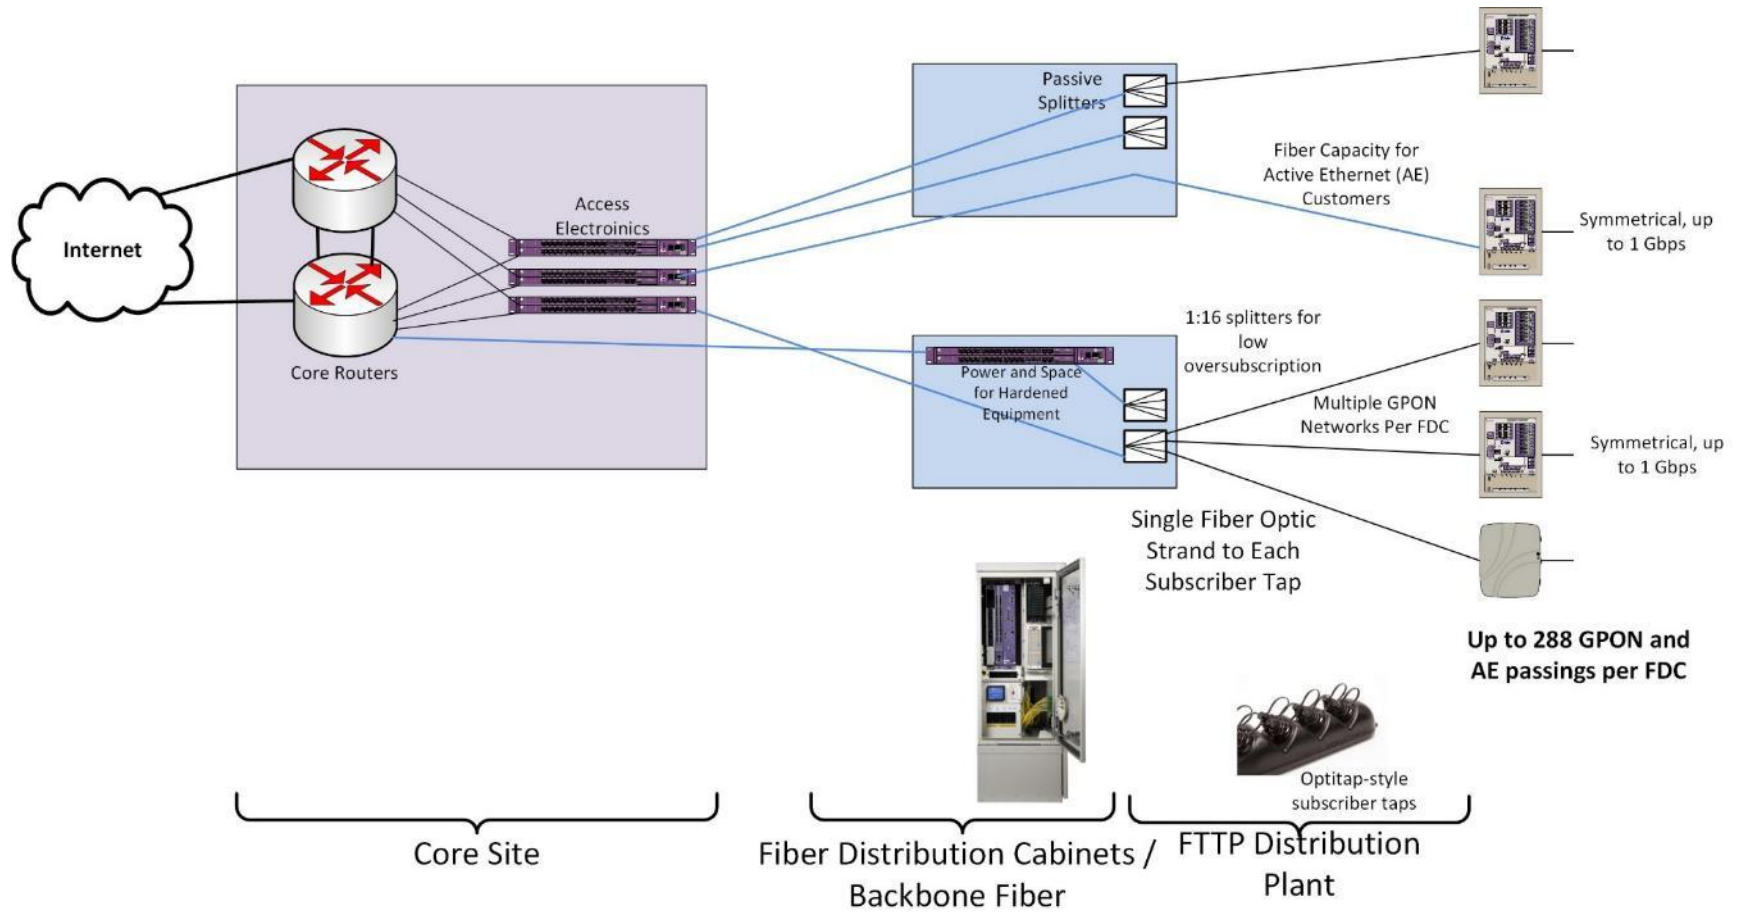 Internet
Core Routers
Access
Electroinics
Passive
Splitters
Fiber Capacity for
Active Ethernet (AE)
Customers
Symmetrical, up
to 1 Gbps
1:16 splitters for
low
oversubscription
Power and Space
for Hardened
Equipment
Multiple GPON
Networks Per FDC
Symmetrical, up
to 1 Gbps
Single Fiber Optic
Strand to Each
Subscriber Tap
Up to 288 GPON and
AE passings per FDC
Optitap-style
subscriber taps
Core Site
Fiber Distribution Cabinets /
Backbone Fiber
FTTP Distribution
Plant